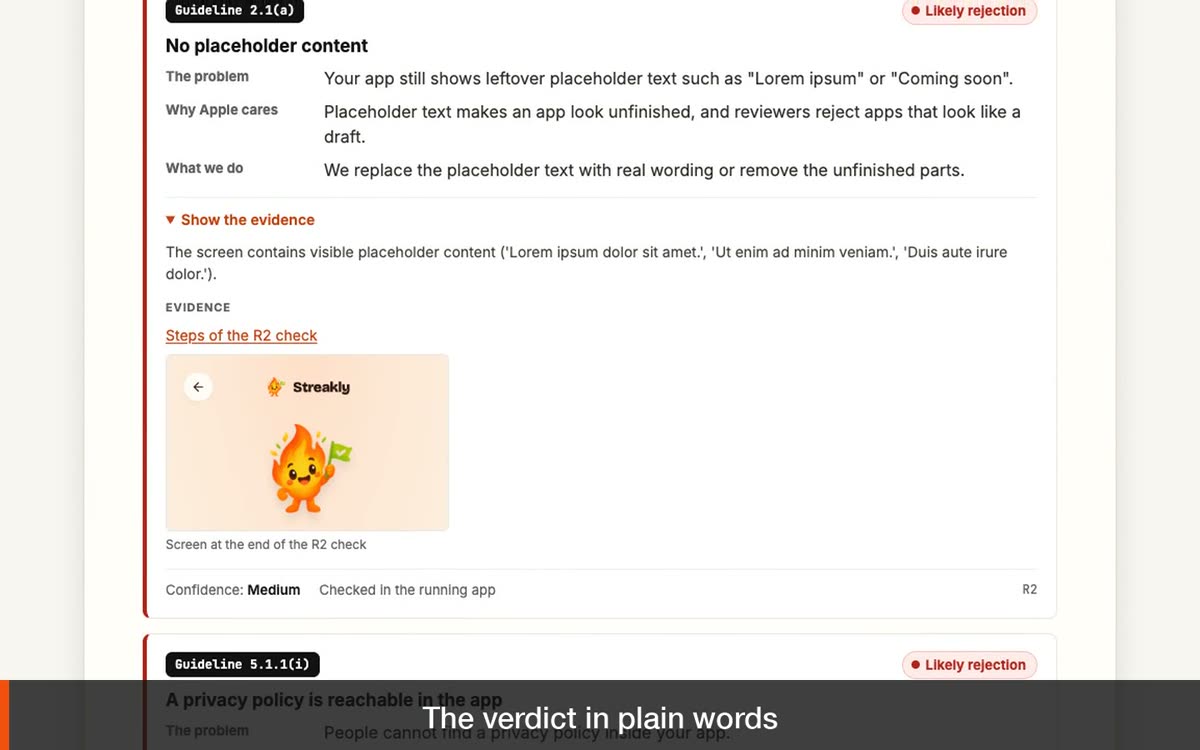 Guideline 2.1(a)
Likely rejection
No placeholder content
The problem
Your app still shows leftover placeholder text such as "Lorem ipsum" or "Coming soon".
Why Apple cares
Placeholder text makes an app look unfinished, and reviewers reject apps that look like a
draft.
What we do
We replace the placeholder text with real wording or remove the unfinished parts.
▼ Show the evidence
The screen contains visible placeholder content ('Lorem ipsum dolor sit amet.', 'Ut enim ad minim veniam.', 'Duis aute irure
dolor.').
EVIDENCE
Steps of the R2 check
Streakly
Screen at the end of the R2 check
Confidence: Medium Checked in the running app
R2
Guideline 5.1.1(i)
Likely rejection
A privacy policy is reachable in the app
The problem
People cannot find a privacy policy inside your app.
The verdict in plain words